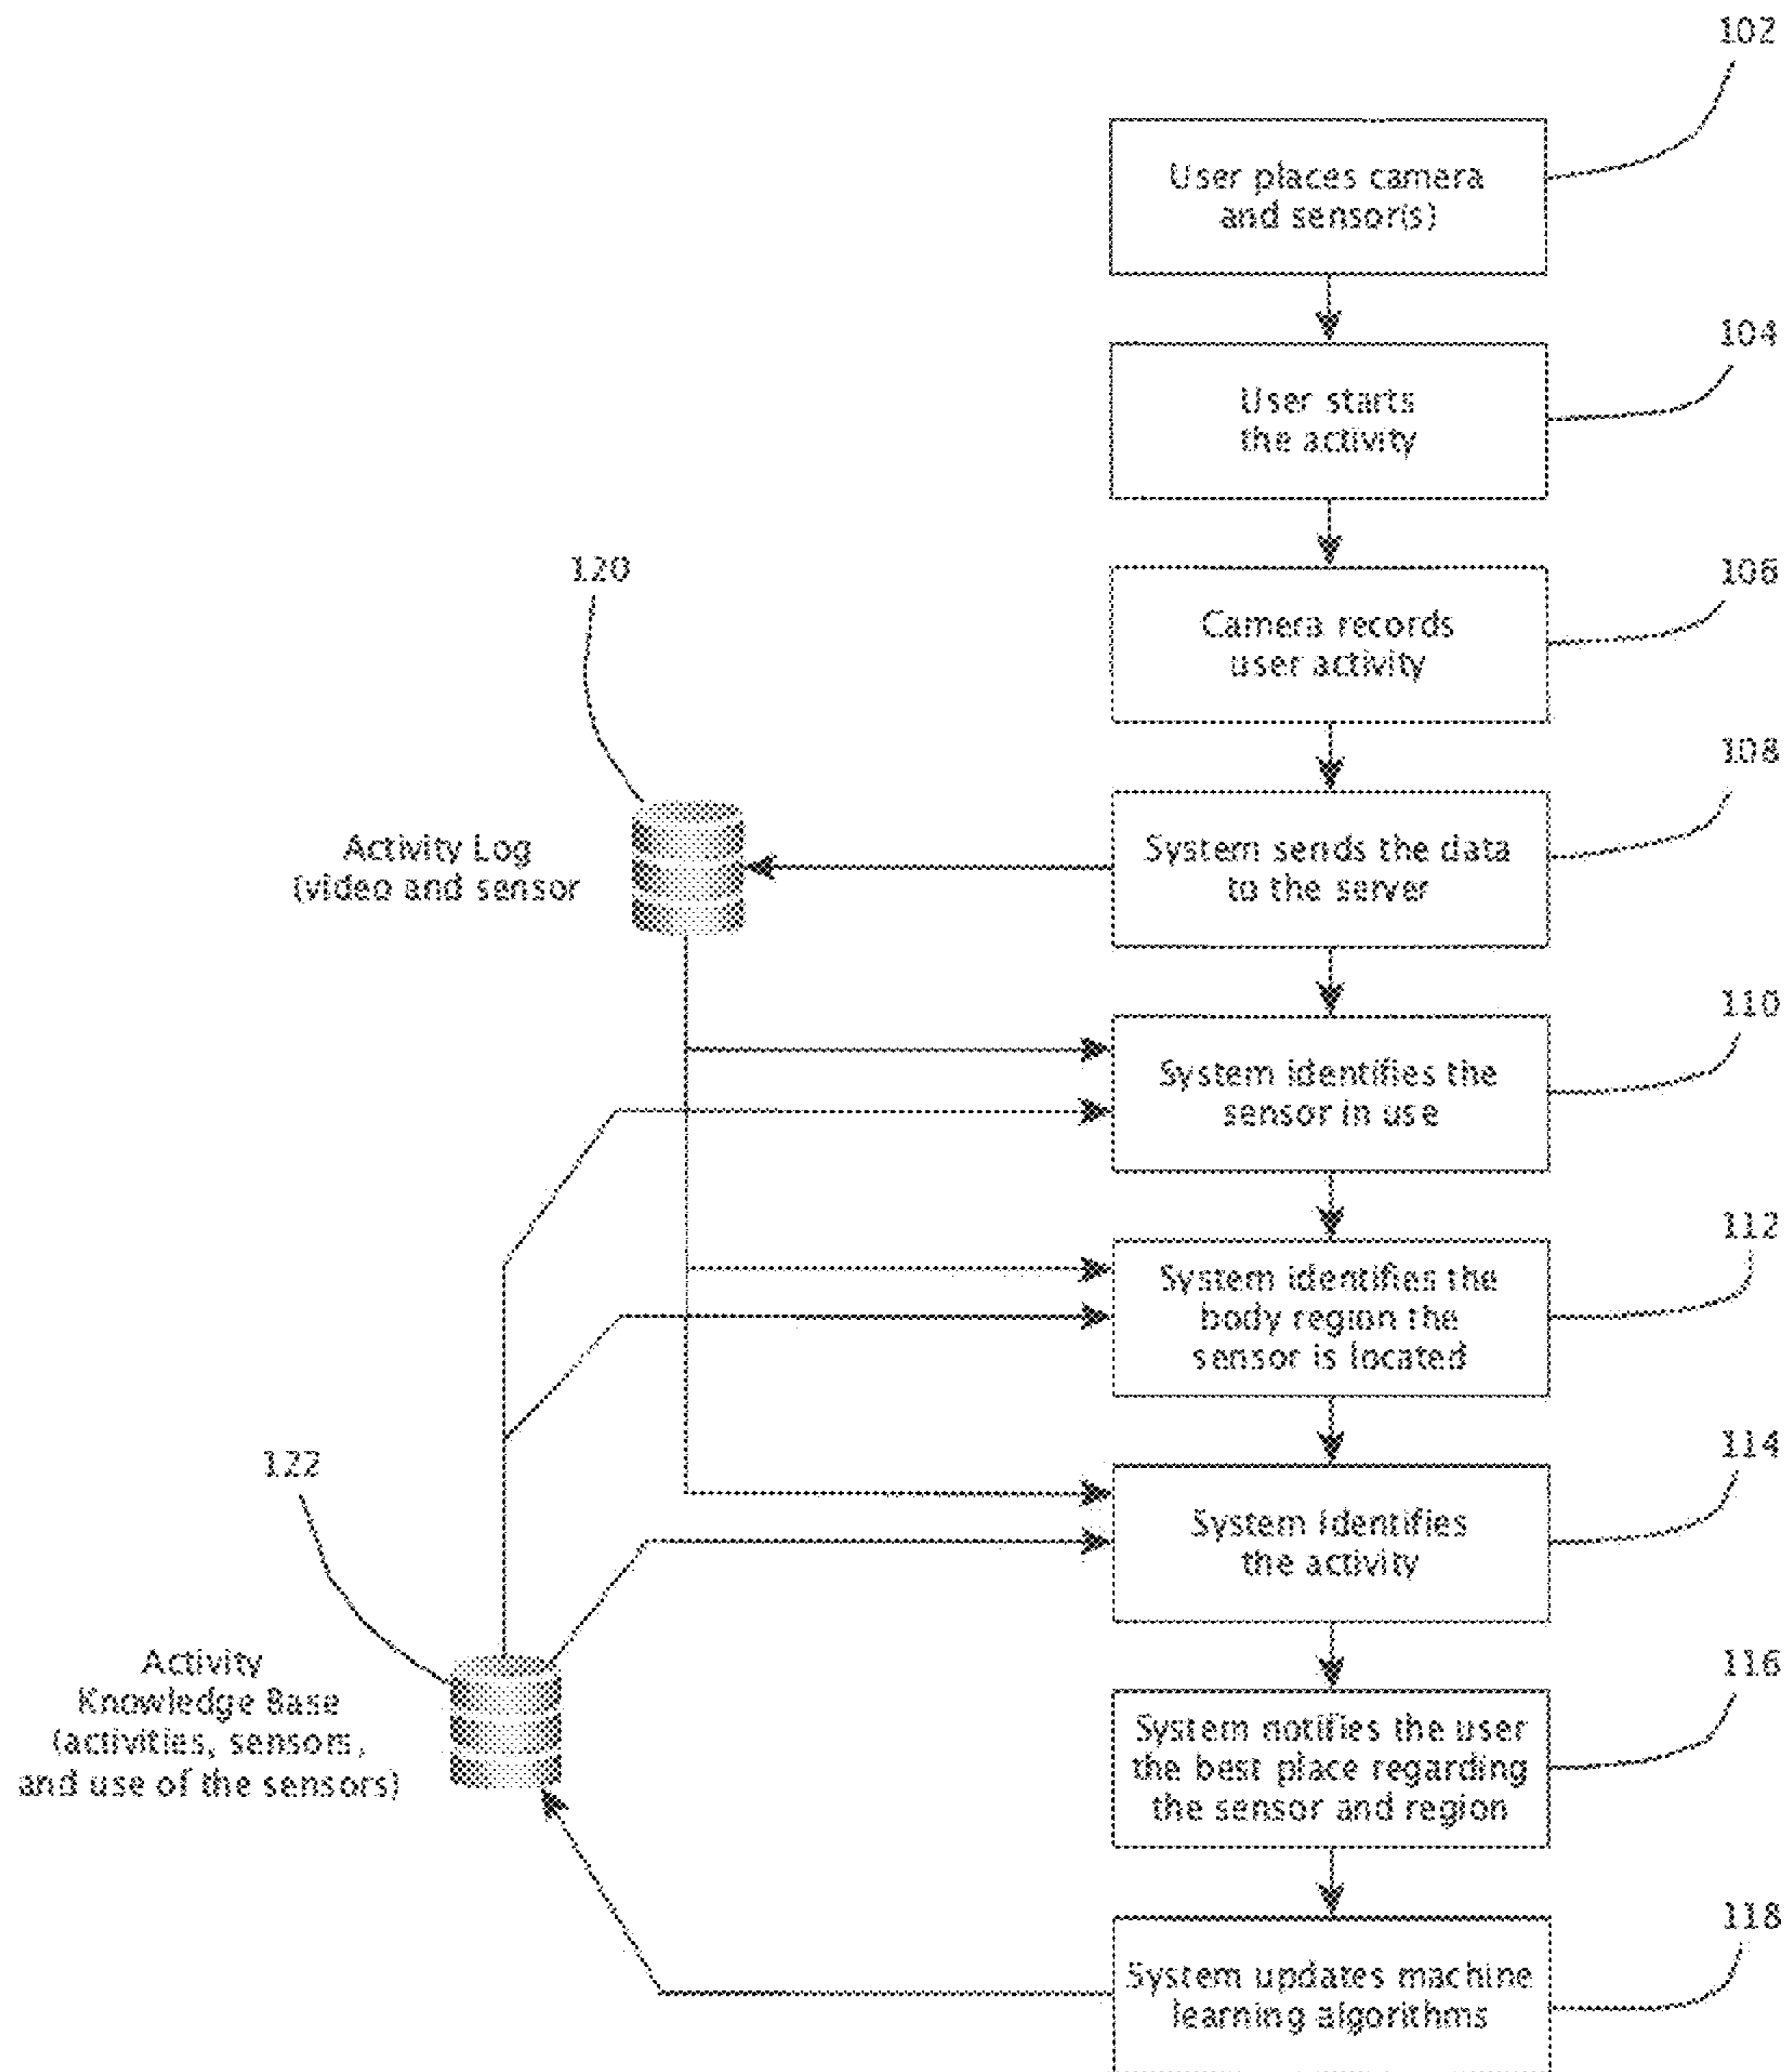 102
User places camera
and sensor(s)
104
User starts
the activity
106
Camera records
user activity
108
System sends the data
to the server
120
Activity Log
(video and sensor
110
System identifies the
sensor in use
112
System identifies the
body region the
sensor is located
114
System identifies
the activity
122
Activity
Knowledge Base
(activities, sensors,
and use of the sensors)
116
System notifies the user
the best place regarding
the sensor and region
118
System updates machine
learning algorithms